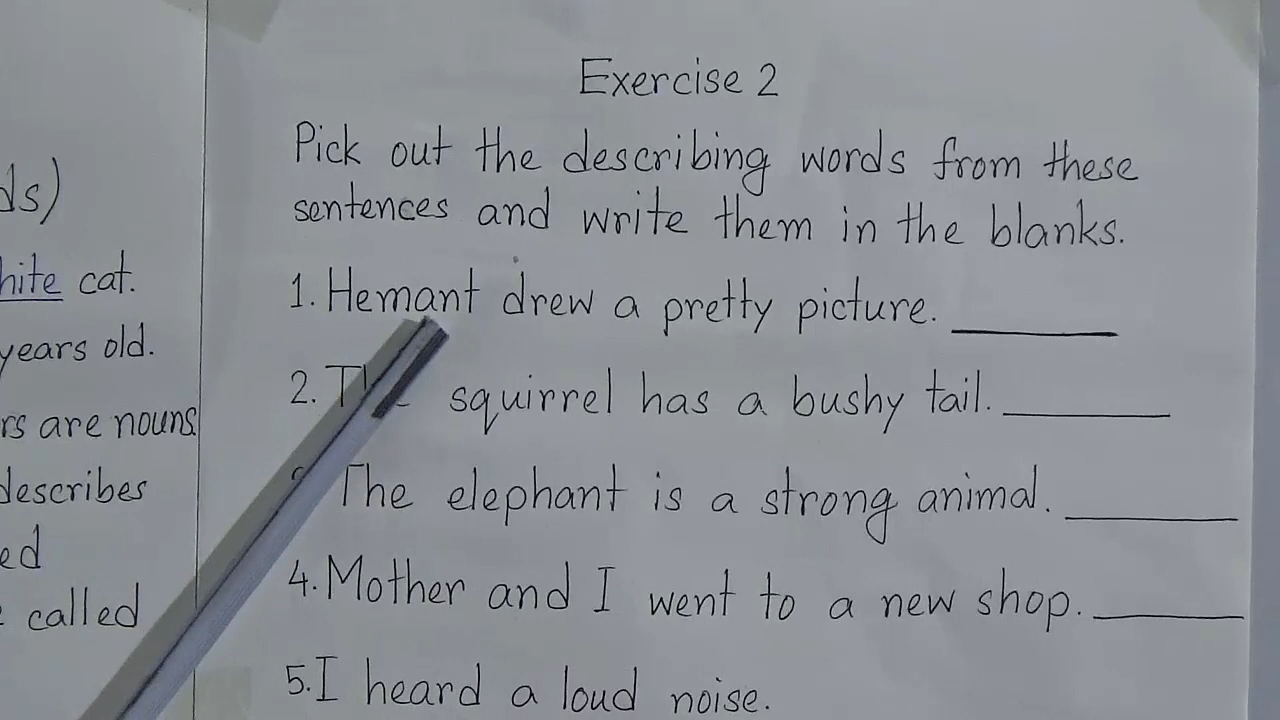 ds)
hite cat.
years old.
rs are nouns.
describes
ed
called
Exercise 2
Pick out the describing words from these
sentences and write them in the blanks.
1. Hemant drew a pretty picture.
2. The squirrel has a bushy tail.
The elephant is a strong animal.
4. Mother and I went to a new shop.
5. I heard a loud noise.